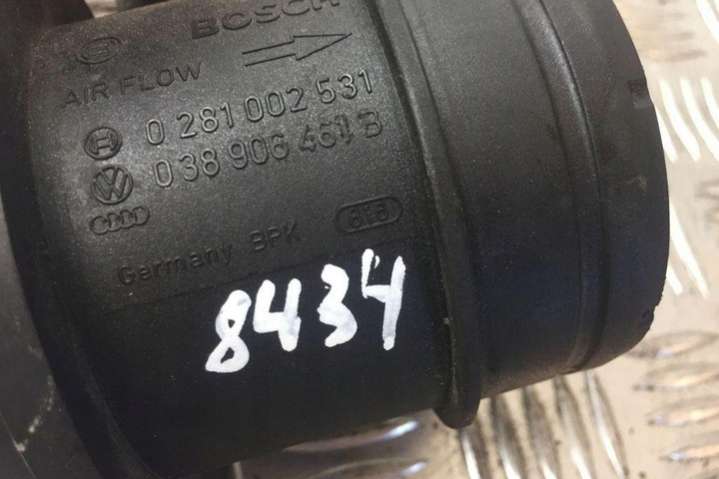 BOSCH
AIR FLOW
0 281 002 531
038 906 461 B
Germany BPK
8434